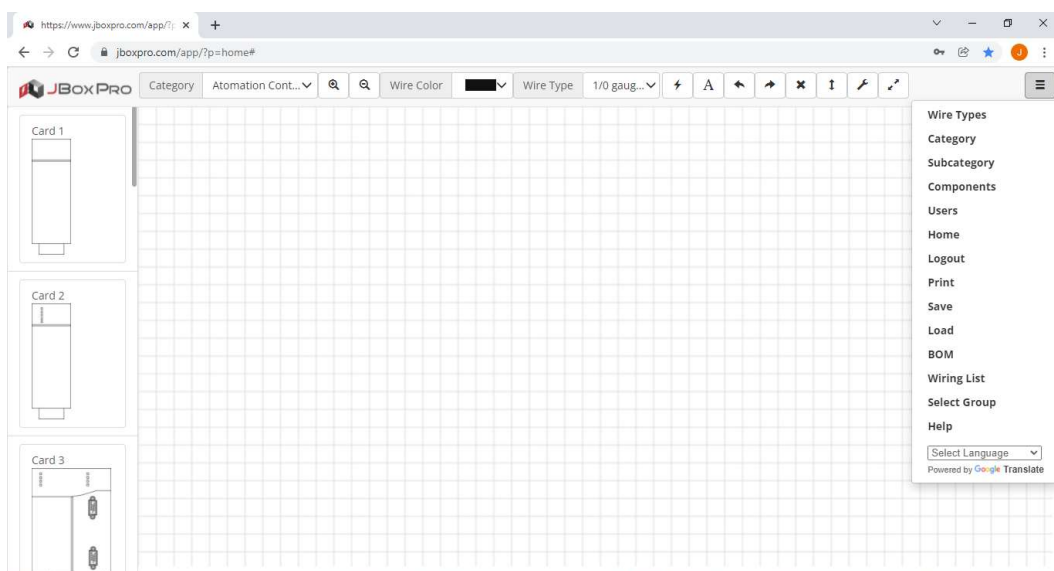 https://www.jboxpro.com/app/?p
jboxpro.com/app/?p=home#
J
JBOXPRO Category Atomation Cont... Wire Color Wire Type 1/0 gaug... A
Card 1
Card 2
Card 3
Wire Types
Category
Subcategory
Components
Users
Home
Logout
Print
Save
Load
BOM
Wiring List
Select Group
Help
Select Language
Powered by Google Translate